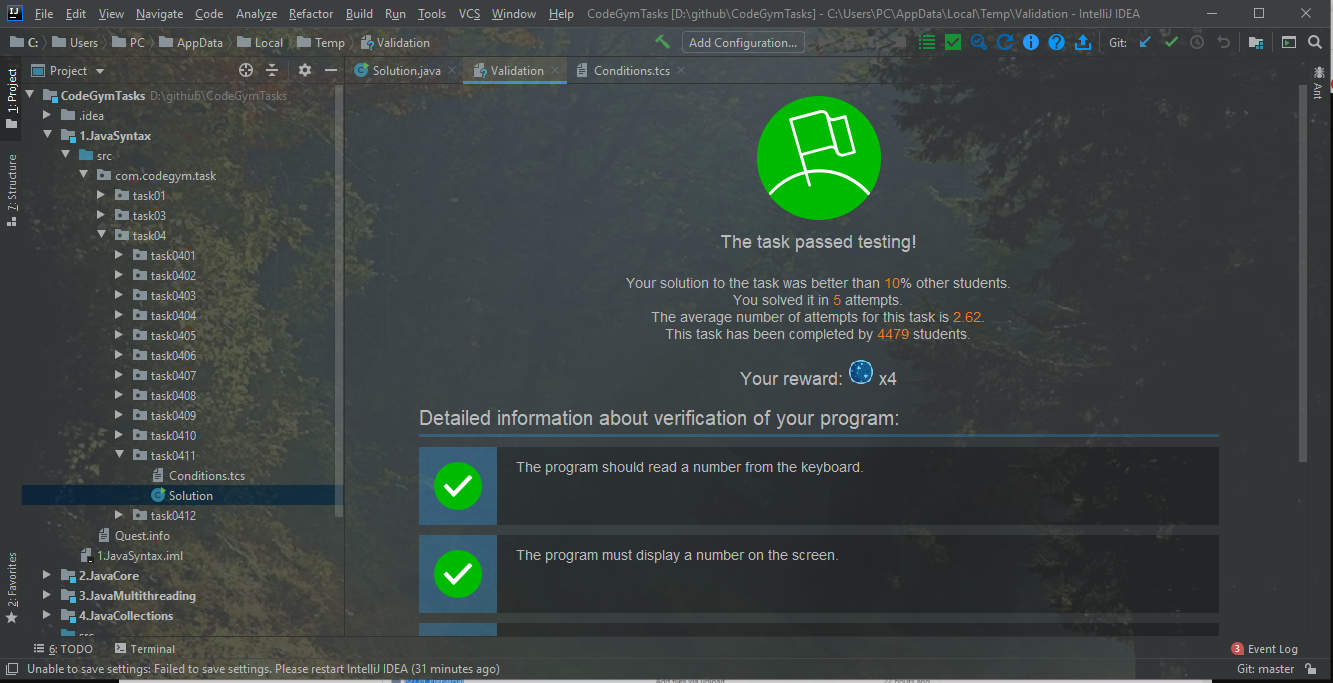 File Edit View Navigate Code Analyze Refactor Build Run Tools VCS Window Help CodeGymTasks [D:\github\CodeGymTasks] - C:\Users\PC\AppData\Local\Temp\Validation - IntelliJ IDEA
C: Users PC AppData Local Temp Validation Add Configuration... Git:
Project Solution.java Validation Conditions.tcs
1: Project
7: Structure
2: Favorites
Ant
CodeGymTasks D:\github\CodeGymTasks
.idea
1.JavaSyntax
src
com.codegym.task
task01
task03
task04
task0401
task0402
task0403
task0404
task0405
task0406
task0407
task0408
task0409
task0410
task0411
Conditions.tcs
Solution
task0412
Quest.info
1.JavaSyntax.iml
2.JavaCore
3.JavaMultithreading
4.JavaCollections
src
The task passed testing!
Your solution to the task was better than 10% other students.
You solved it in 5 attempts.
The average number of attempts for this task is 2.62.
This task has been completed by 4479 students.
Your reward: x4
Detailed information about verification of your program:
The program should read a number from the keyboard.
The program must display a number on the screen.
6: TODO Terminal 3 Event Log
Unable to save settings: Failed to save settings. Please restart IntelliJ IDEA (31 minutes ago) Git: master